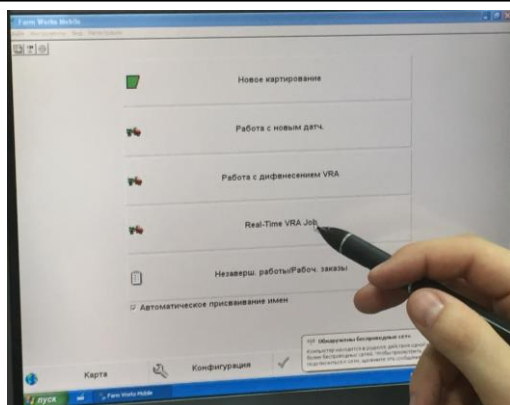 Farm Works Mobile
Новое картирование
Работа с новым датч.
Работа с дифвнесением VRA
Real-Time VRA Job
Незаверш. работы/Рабоч. заказы
Автоматическое присваивание имен
Обнаружены беспроводные сети
Карта
Конфигурация
пуск
Farm Works Mobile